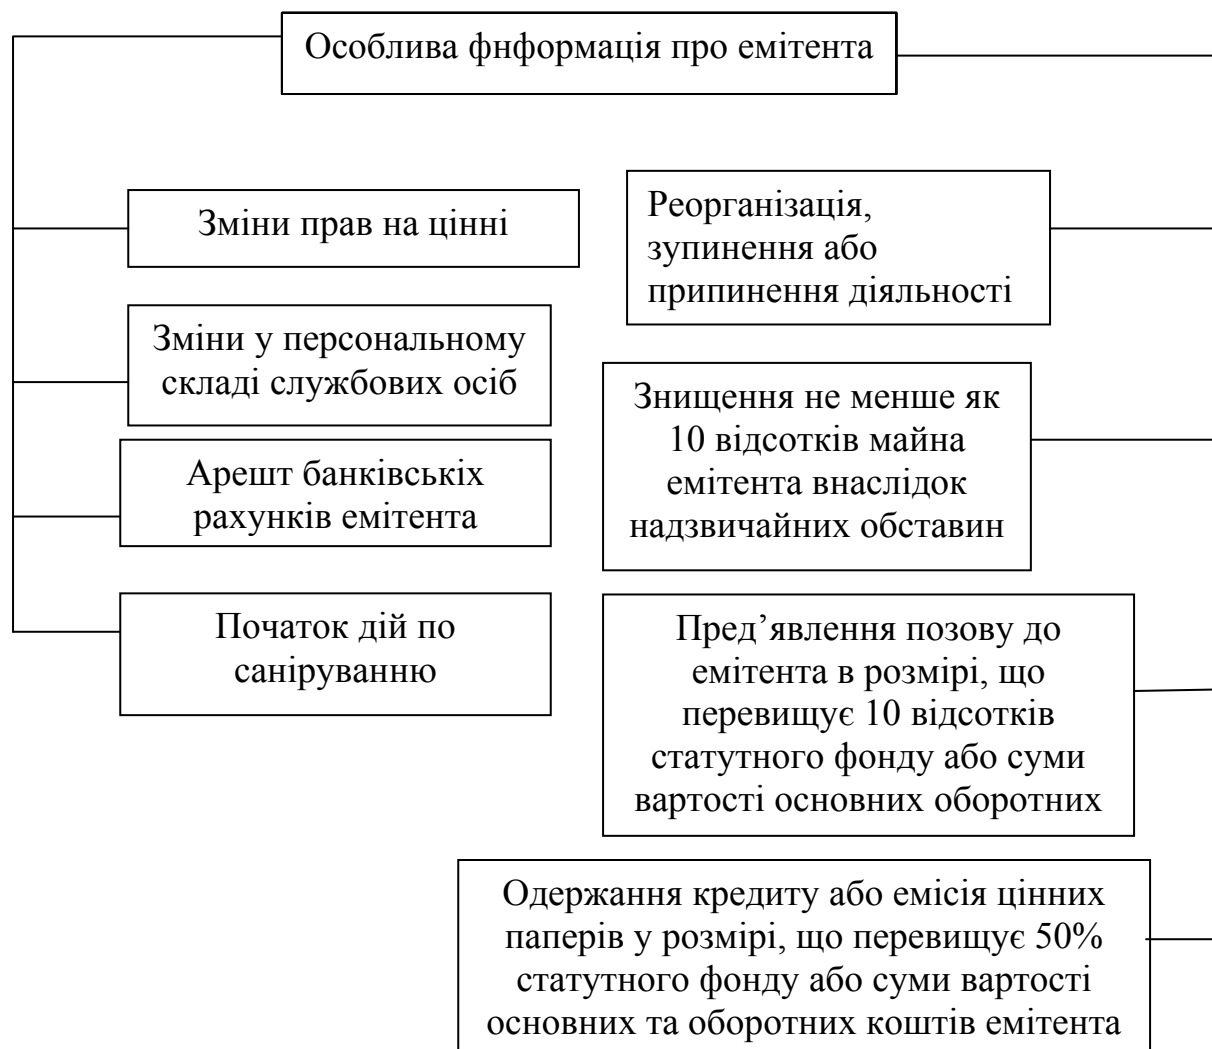 Особлива фнформація про емітента
Зміни прав на цінні
Зміни у персональному
складі службових осіб
Арешт банківськіх
рахунків емітента
Початок дій по
саніруванню
Реорганізація,
зупинення або
припинення діяльності
Знищення не менше як
10 відсотків майна
емітента внаслідок
надзвичайних обставин
Пред’явлення позову до
емітента в розмірі, що
перевищує 10 відсотків
статутного фонду або суми
вартості основних оборотних
Одержання кредиту або емісія цінних
паперів у розмірі, що перевищує 50%
статутного фонду або суми вартості
основних та оборотних коштів емітента